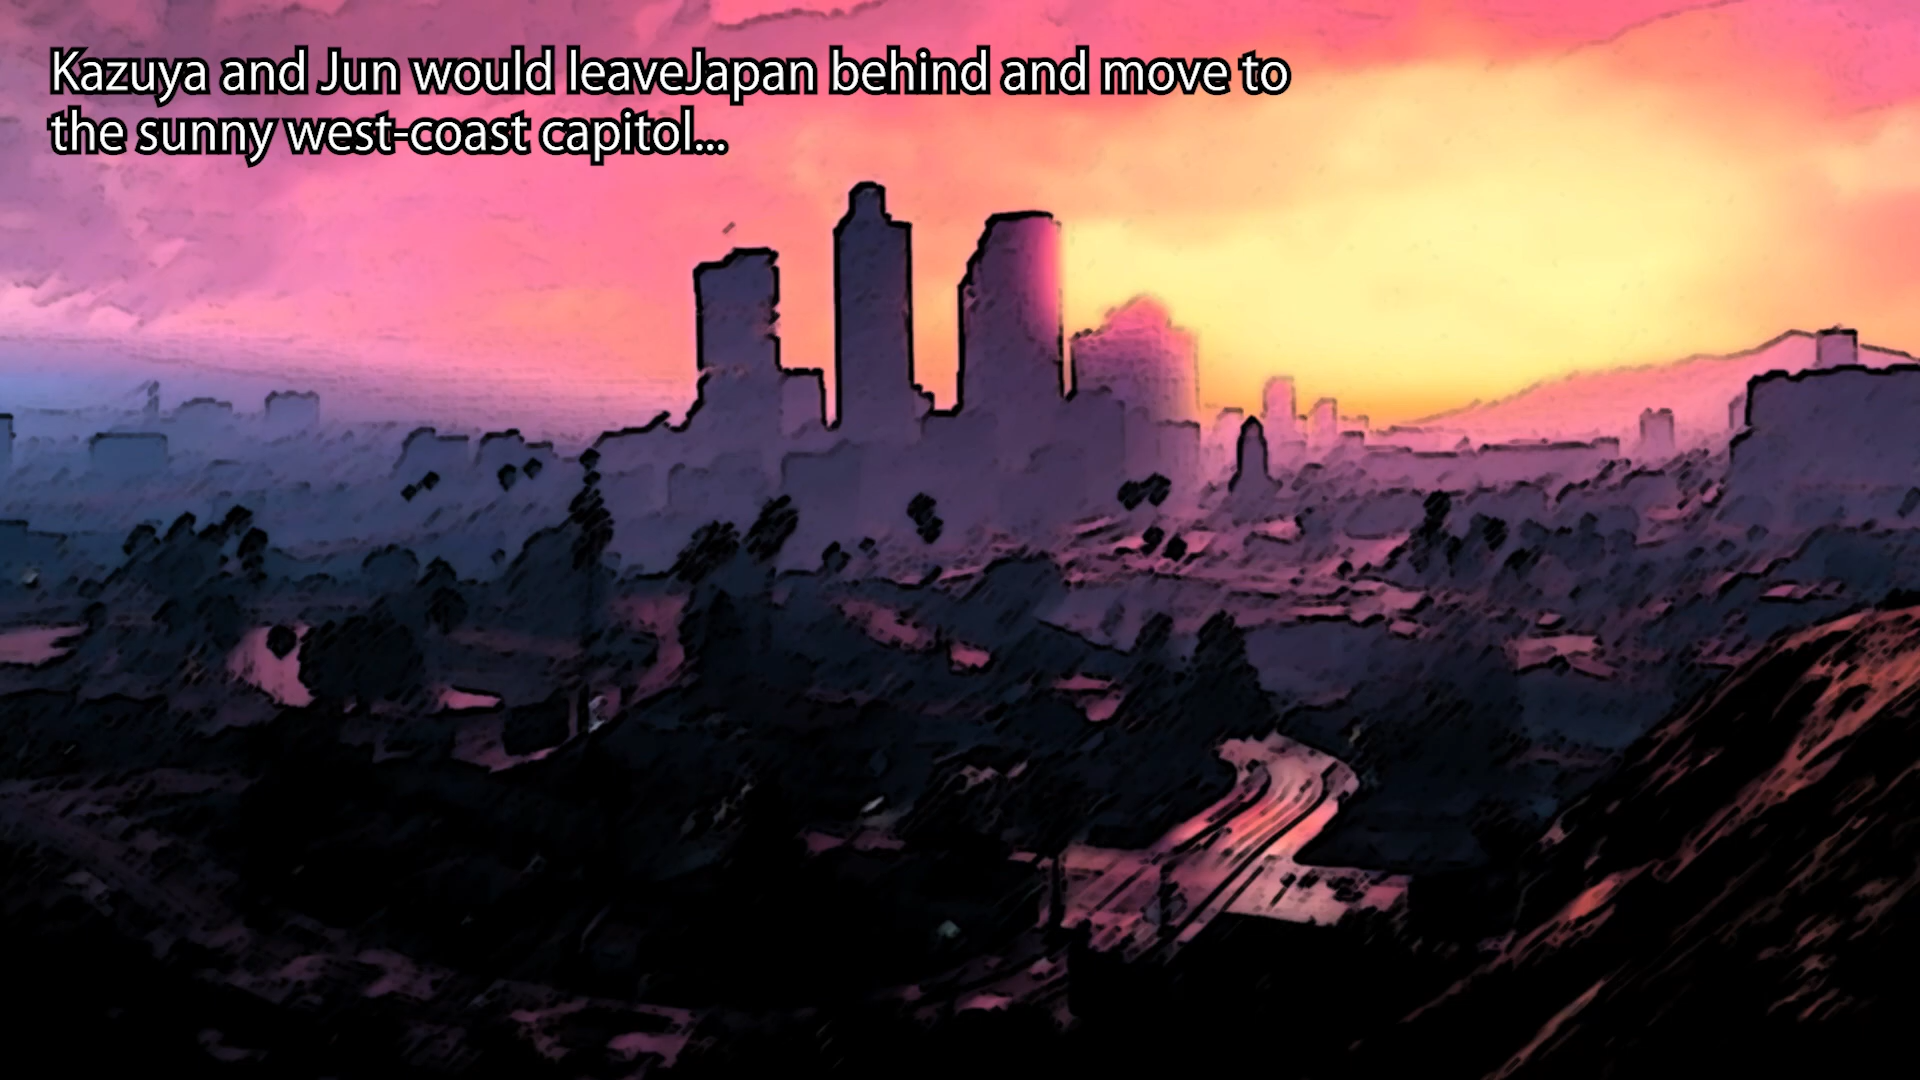 Kazuya and Jun would leaveJapan behind and move to
the sunny west-coast capitol...